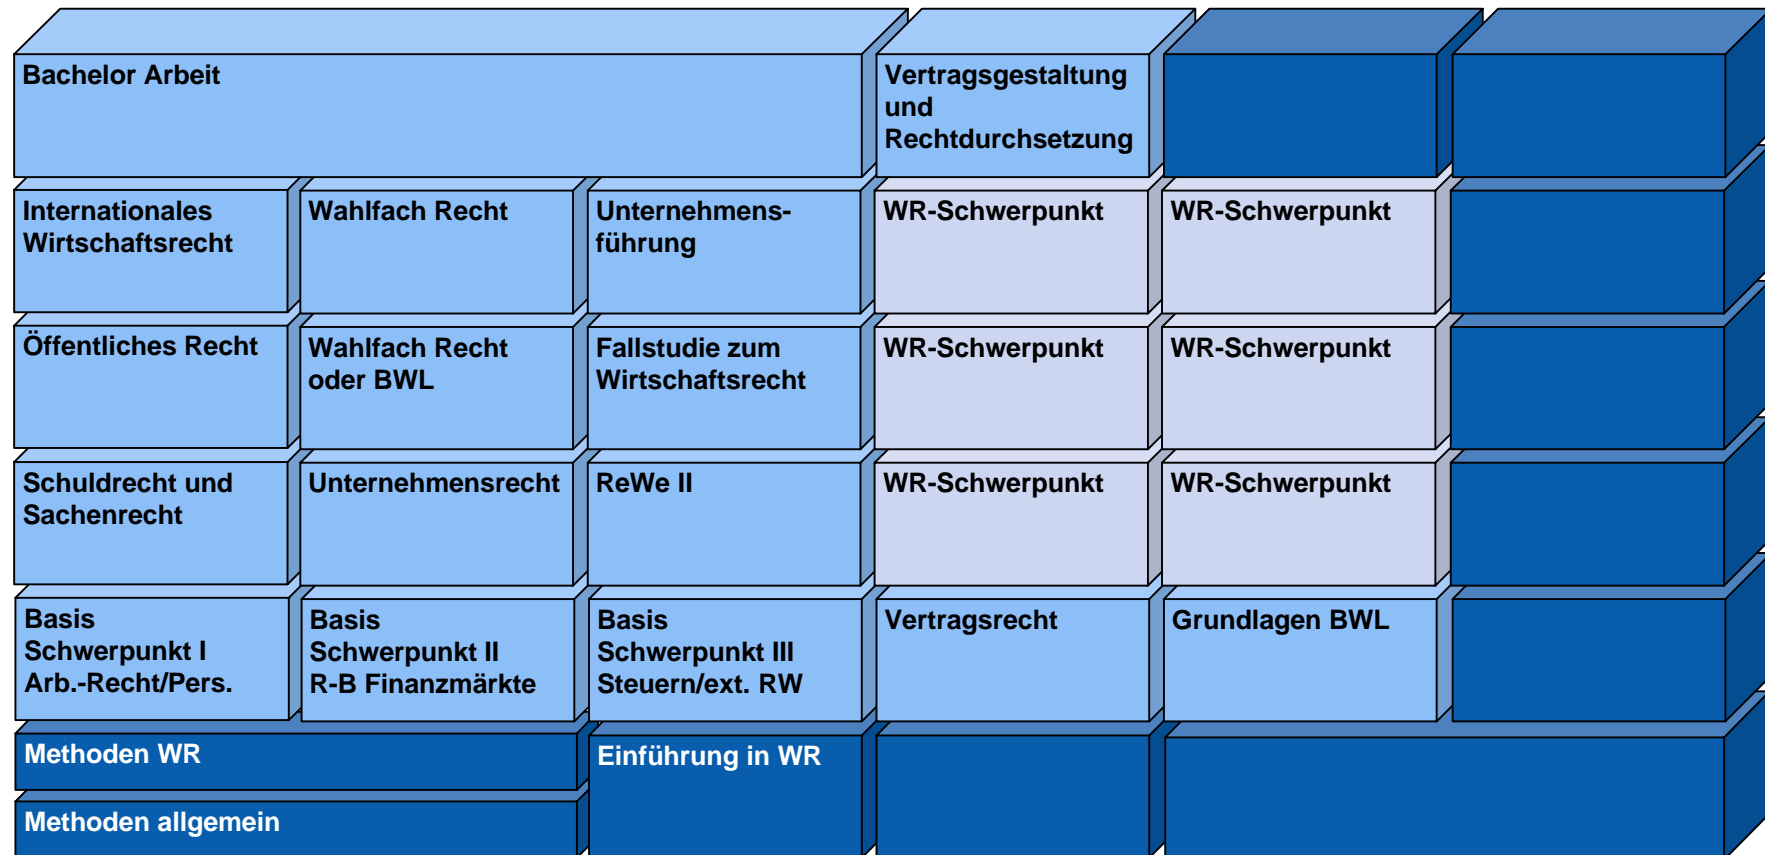 Bachelor Arbeit
Vertragsgestaltung
und
Rechtdurchsetzung
Internationales
Wirtschaftsrecht
Wahlfach Recht
Unternehmens-
führung
WR-Schwerpunkt
WR-Schwerpunkt
Öffentliches Recht
Wahlfach Recht
oder BWL
Fallstudie zum
Wirtschaftsrecht
WR-Schwerpunkt
WR-Schwerpunkt
Schuldrecht und
Sachenrecht
Unternehmensrecht
ReWe II
WR-Schwerpunkt
WR-Schwerpunkt
Basis
Schwerpunkt I
Arb.-Recht/Pers.
Basis
Schwerpunkt II
R-B Finanzmärkte
Basis
Schwerpunkt III
Steuern/ext. RW
Vertragsrecht
Grundlagen BWL
Methoden WR
Einführung in WR
Methoden allgemein